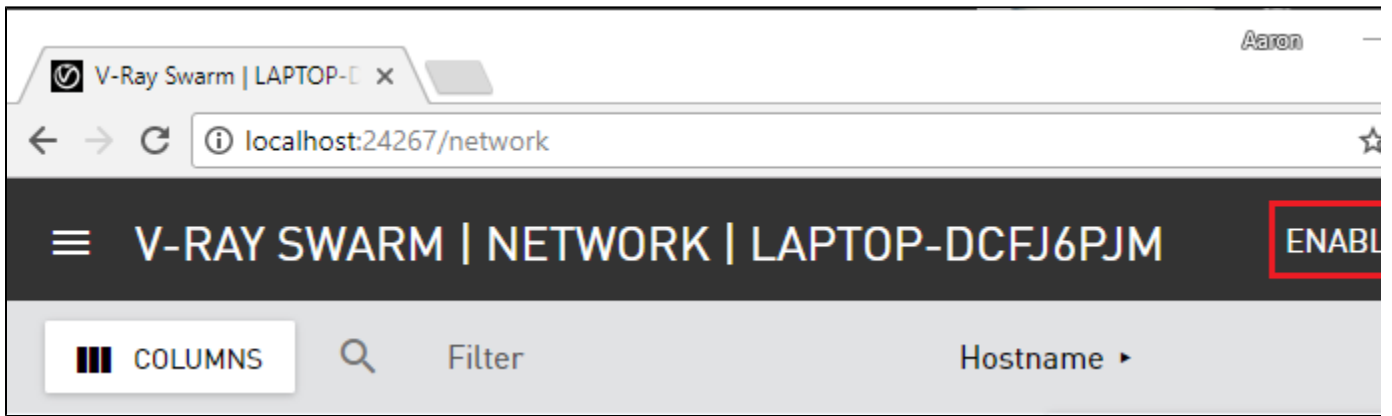 Aaron
V-Ray Swarm | LAPTOP-D
localhost:24267/network
V-RAY SWARM | NETWORK | LAPTOP-DCFJ6PJM ENABL
COLUMNS Filter Hostname